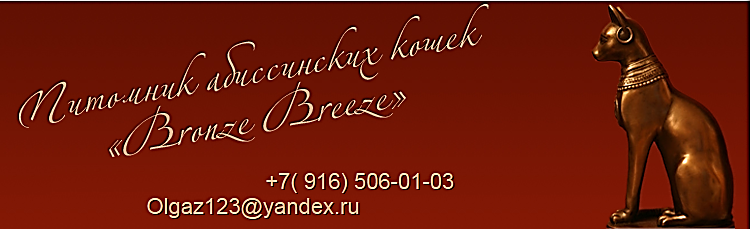 Питомник абиссинских кошек
«Bronze Breeze»
+7( 916) 506-01-03
Olgaz123@yandex.ru